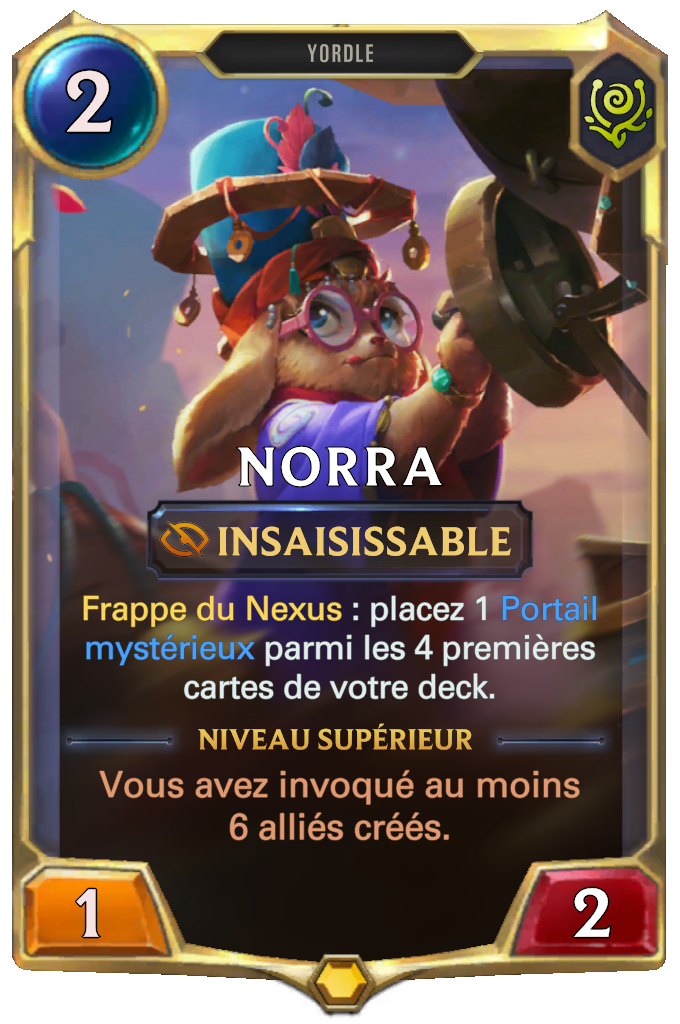 YORDLE
2
NORRA
INSAISISSABLE
Frappe du Nexus : placez 1 Portail
mystérieux parmi les 4 premières
cartes de votre deck.
NIVEAU SUPÉRIEUR
Vous avez invoqué au moins
6 alliés créés.
1
2